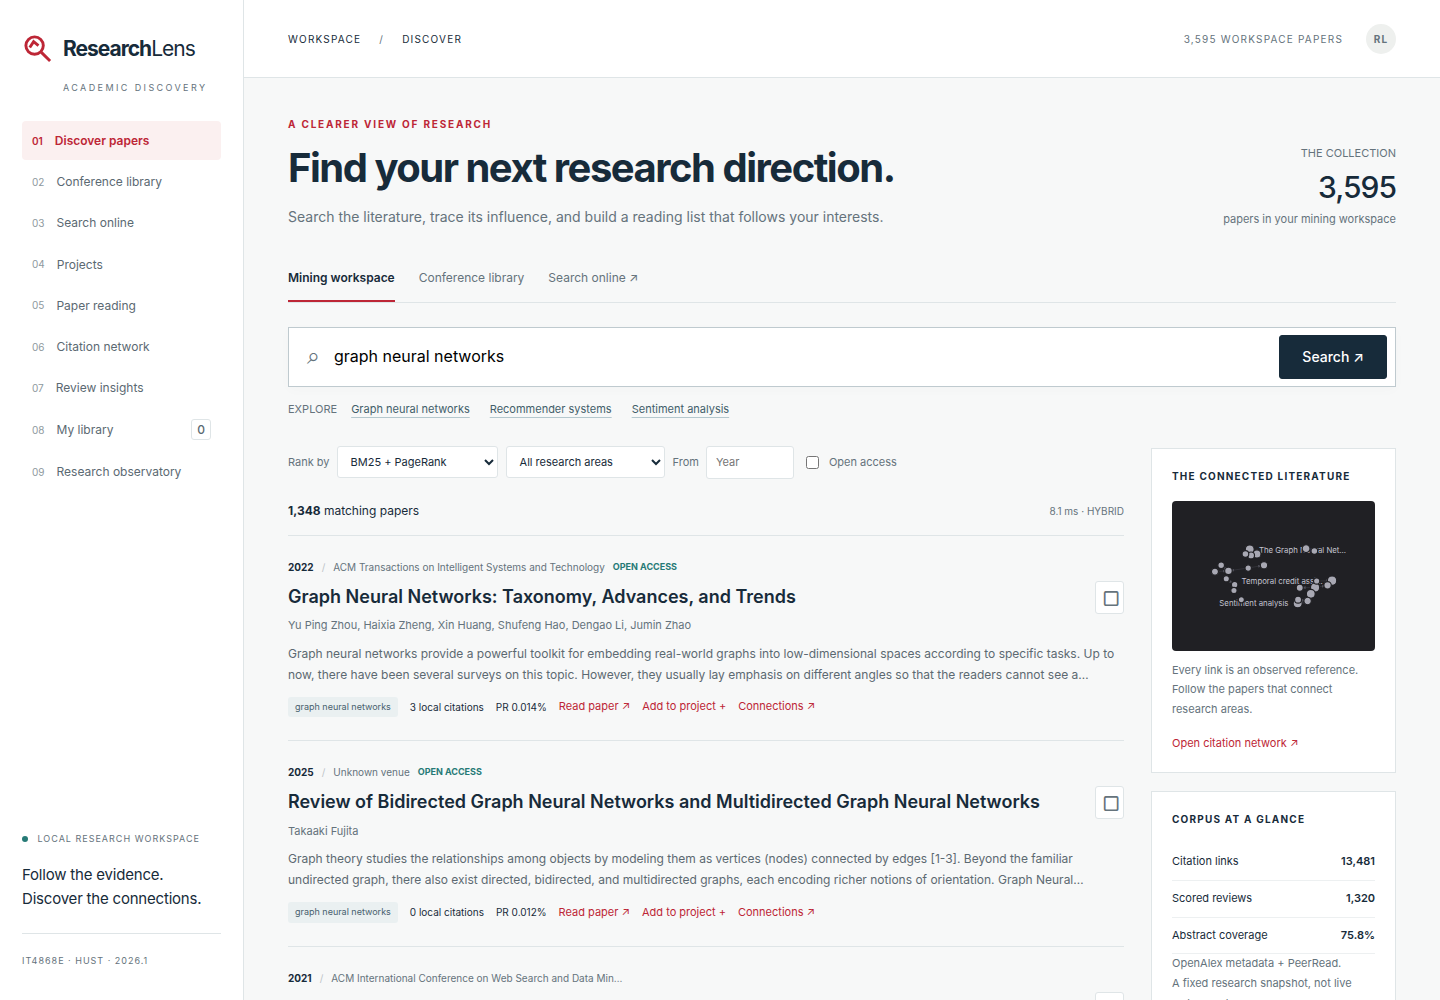 ResearchLens
ACADEMIC DISCOVERY
01 Discover papers
02 Conference library
03 Search online
04 Projects
05 Paper reading
06 Citation network
07 Review insights
08 My library 0
09 Research observatory
LOCAL RESEARCH WORKSPACE
Follow the evidence.
Discover the connections.
IT4868E · HUST · 2026.1
WORKSPACE / DISCOVER
3,595 WORKSPACE PAPERS RL
A CLEARER VIEW OF RESEARCH
Find your next research direction.
Search the literature, trace its influence, and build a reading list that follows your interests.
THE COLLECTION
3,595
papers in your mining workspace
Mining workspace Conference library Search online ↗
graph neural networks Search ↗
EXPLORE Graph neural networks Recommender systems Sentiment analysis
Rank by BM25 + PageRank All research areas From Year Open access
1,348 matching papers 8.1 ms · HYBRID
2022 / ACM Transactions on Intelligent Systems and Technology OPEN ACCESS
Graph Neural Networks: Taxonomy, Advances, and Trends
Yu Ping Zhou, Haixia Zheng, Xin Huang, Shufeng Hao, Dengao Li, Jumin Zhao
Graph neural networks provide a powerful toolkit for embedding real-world graphs into low-dimensional spaces according to specific tasks. Up to
now, there have been several surveys on this topic. However, they usually lay emphasis on different angles so that the readers cannot see a...
graph neural networks 3 local citations PR 0.014% Read paper ↗ Add to project + Connections ↗
2025 / Unknown venue OPEN ACCESS
Review of Bidirected Graph Neural Networks and Multidirected Graph Neural Networks
Takaaki Fujita
Graph theory studies the relationships among objects by modeling them as vertices (nodes) connected by edges [1-3]. Beyond the familiar
undirected graph, there also exist directed, bidirected, and multidirected graphs, each encoding richer notions of orientation. Graph Neural...
graph neural networks 0 local citations PR 0.012% Read paper ↗ Add to project + Connections ↗
2021 / ACM International Conference on Web Search and Data Min...
THE CONNECTED LITERATURE
The Graph Net...
Temporal credit
analysis
Every link is an observed reference.
Follow the papers that connect
research areas.
Open citation network ↗
CORPUS AT A GLANCE
Citation links 13,481
Scored reviews 1,320
Abstract coverage 75.8%
OpenAlex metadata + PeerRead.
A fixed research snapshot, not live